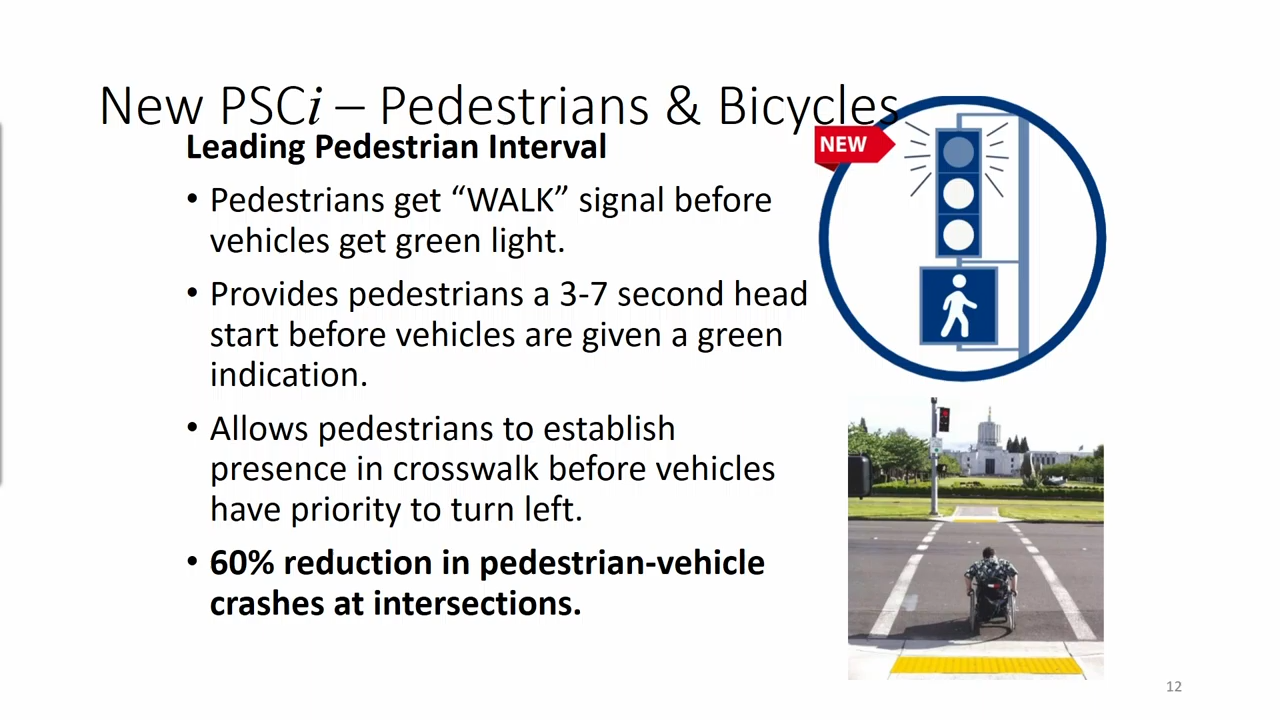 New PSCi – Pedestrians & Bicycles
Leading Pedestrian Interval
NEW
• Pedestrians get “WALK” signal before
vehicles get green light.
• Provides pedestrians a 3-7 second head
start before vehicles are given a green
indication.
• Allows pedestrians to establish
presence in crosswalk before vehicles
have priority to turn left.
• 60% reduction in pedestrian-vehicle
crashes at intersections.
12